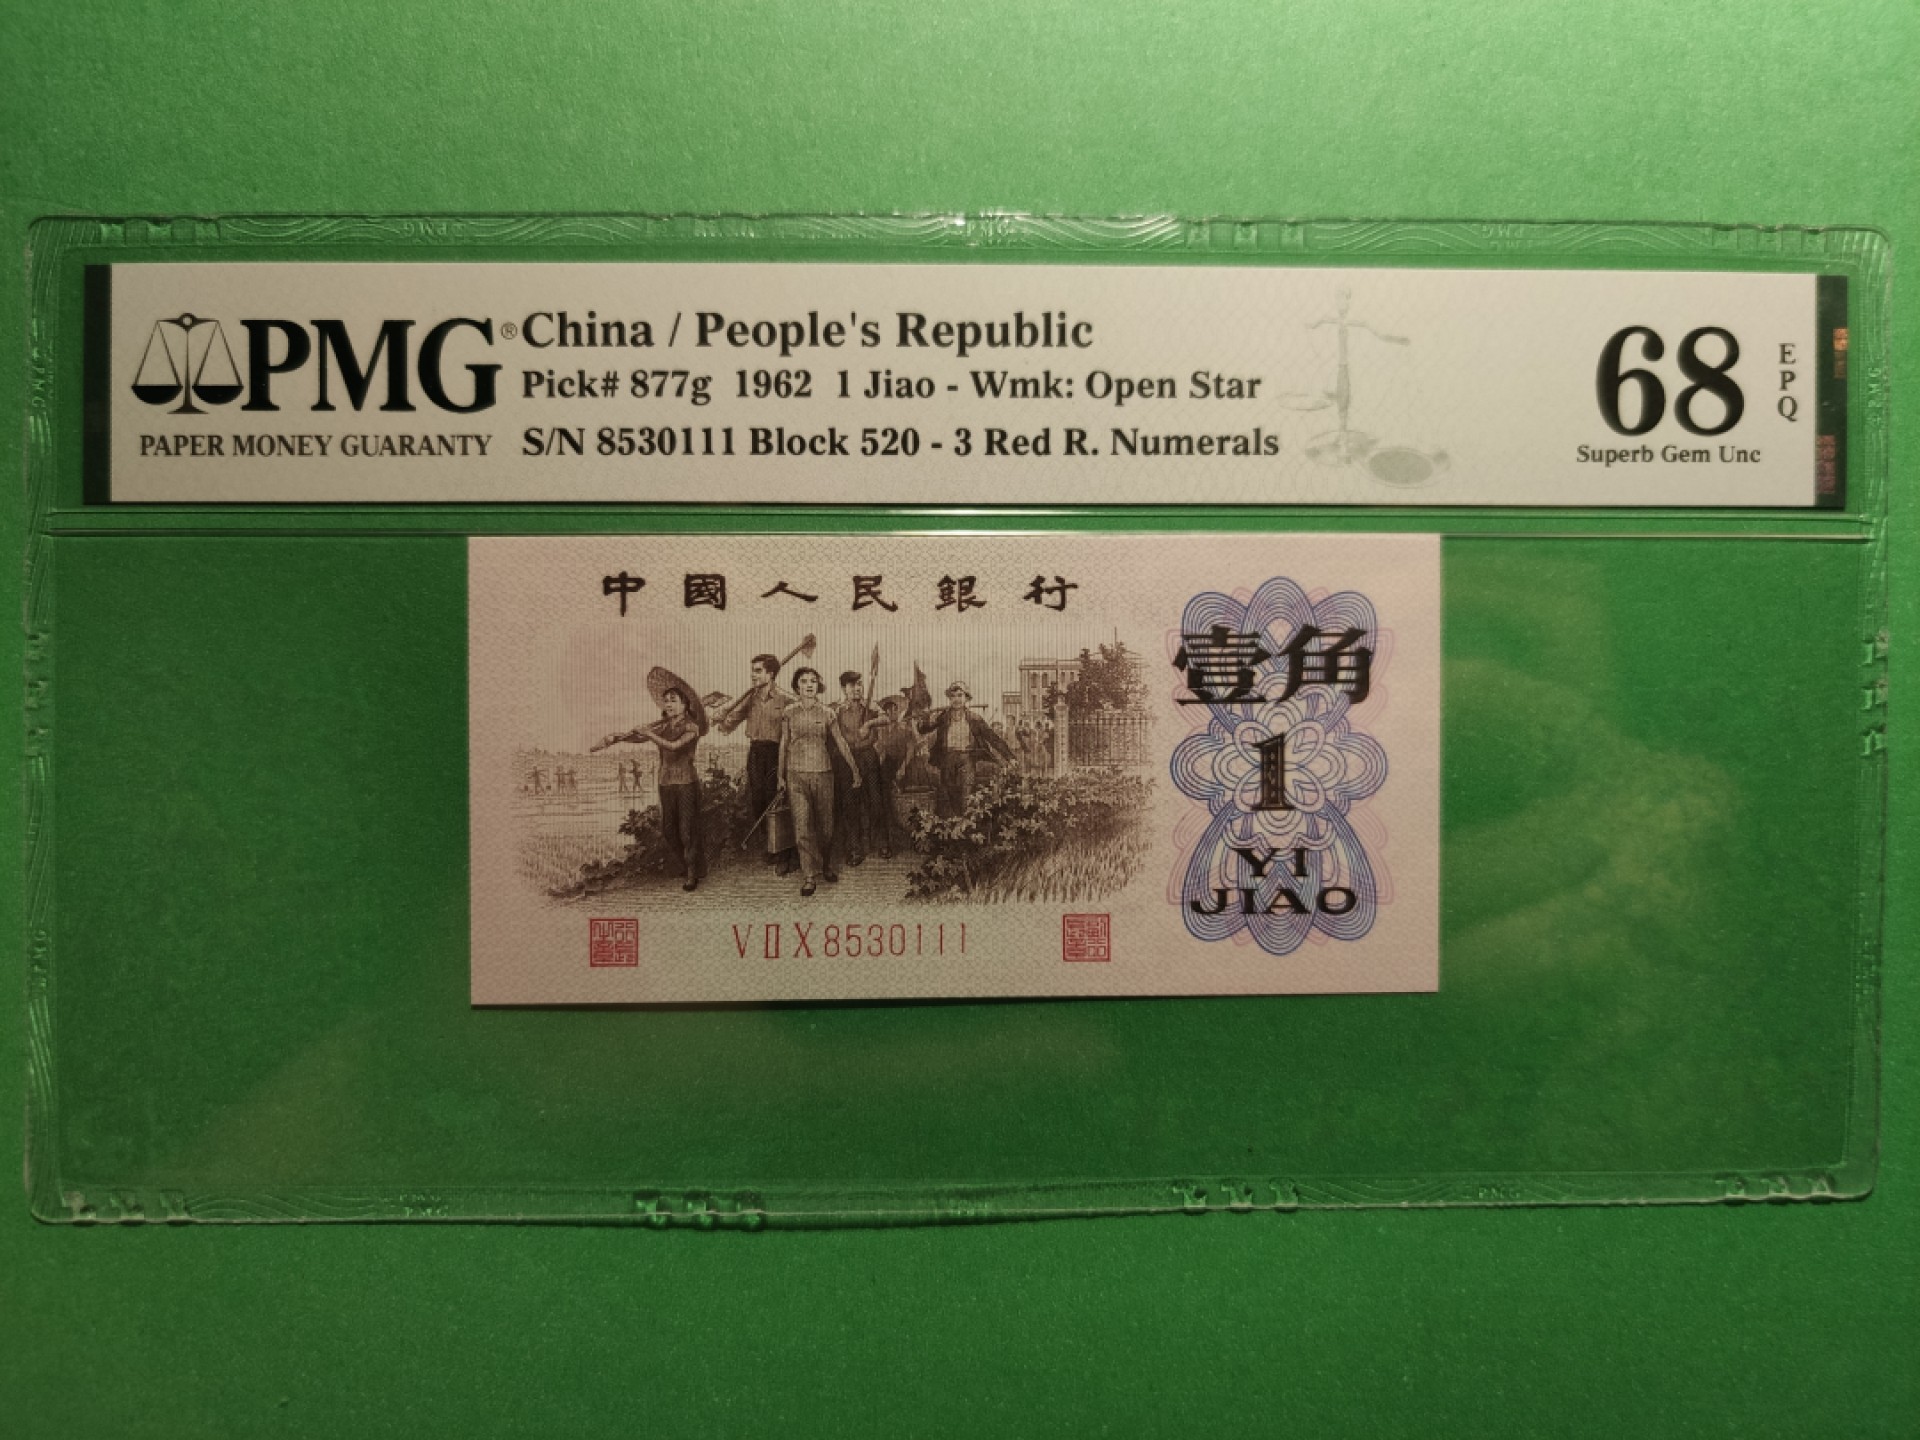 PMG®
PAPER MONEY GUARANTY
China / People's Republic
Pick# 877g 1962 1 Jiao - Wmk: Open Star
S/N 8530111 Block 520 - 3 Red R. Numerals
68
EPQ
Superb Gem Unc
中國人民銀行
壹角
1
YI
JIAO
V II X 8530111